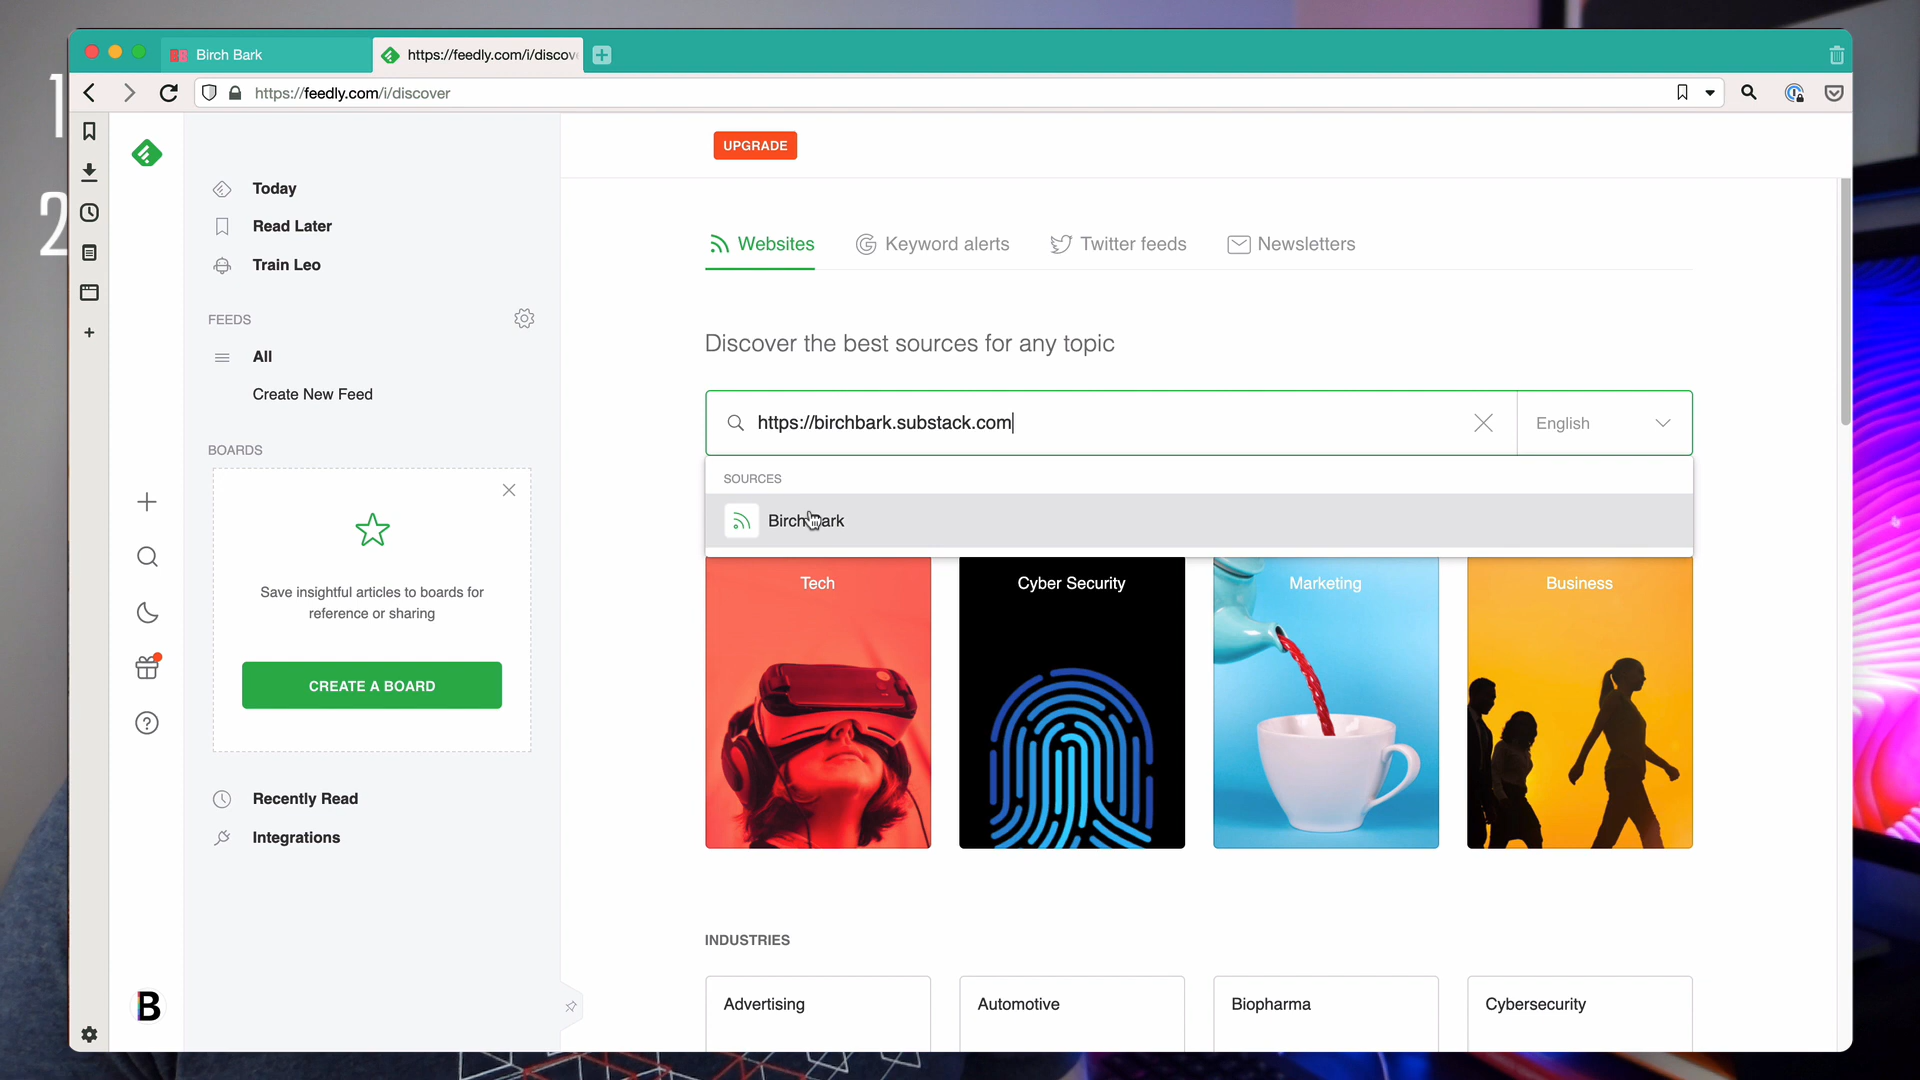 1
2
Birch Bark
https://feedly.com/i/discov
https://feedly.com/i/discover
UPGRADE
Today
Read Later
Train Leo
FEEDS
All
Create New Feed
BOARDS
Save insightful articles to boards for
reference or sharing
CREATE A BOARD
Recently Read
Integrations
B
Websites
Keyword alerts
Twitter feeds
Newsletters
Discover the best sources for any topic
https://birchbark.substack.com
English
SOURCES
Birch Bark
Tech
Cyber Security
Marketing
Business
INDUSTRIES
Advertising
Automotive
Biopharma
Cybersecurity